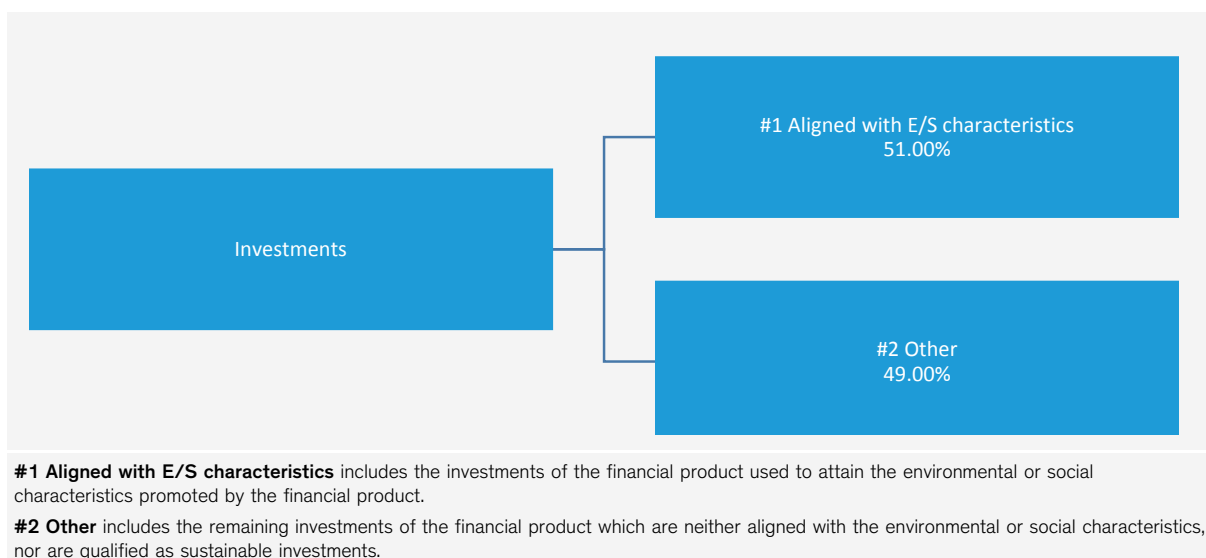 #1 Aligned with E/S characteristics
51.00%
Investments
#2 Other
49.00%
#1 Aligned with E/S characteristics includes the investments of the financial product used to attain the environmental or social
characteristics promoted by the financial product.
#2 Other includes the remaining investments of the financial product which are neither aligned with the environmental or social characteristics,
nor are qualified as sustainable investments.